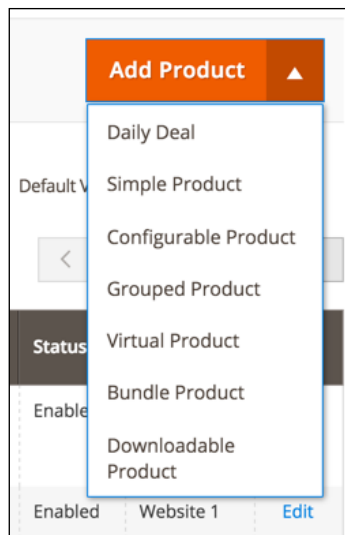 Add Product
Daily Deal
Default V
Simple Product
Configurable Product
Grouped Product
Status
Virtual Product
Bundle Product
Enable
Downloadable
Product
Enabled Website 1 Edit